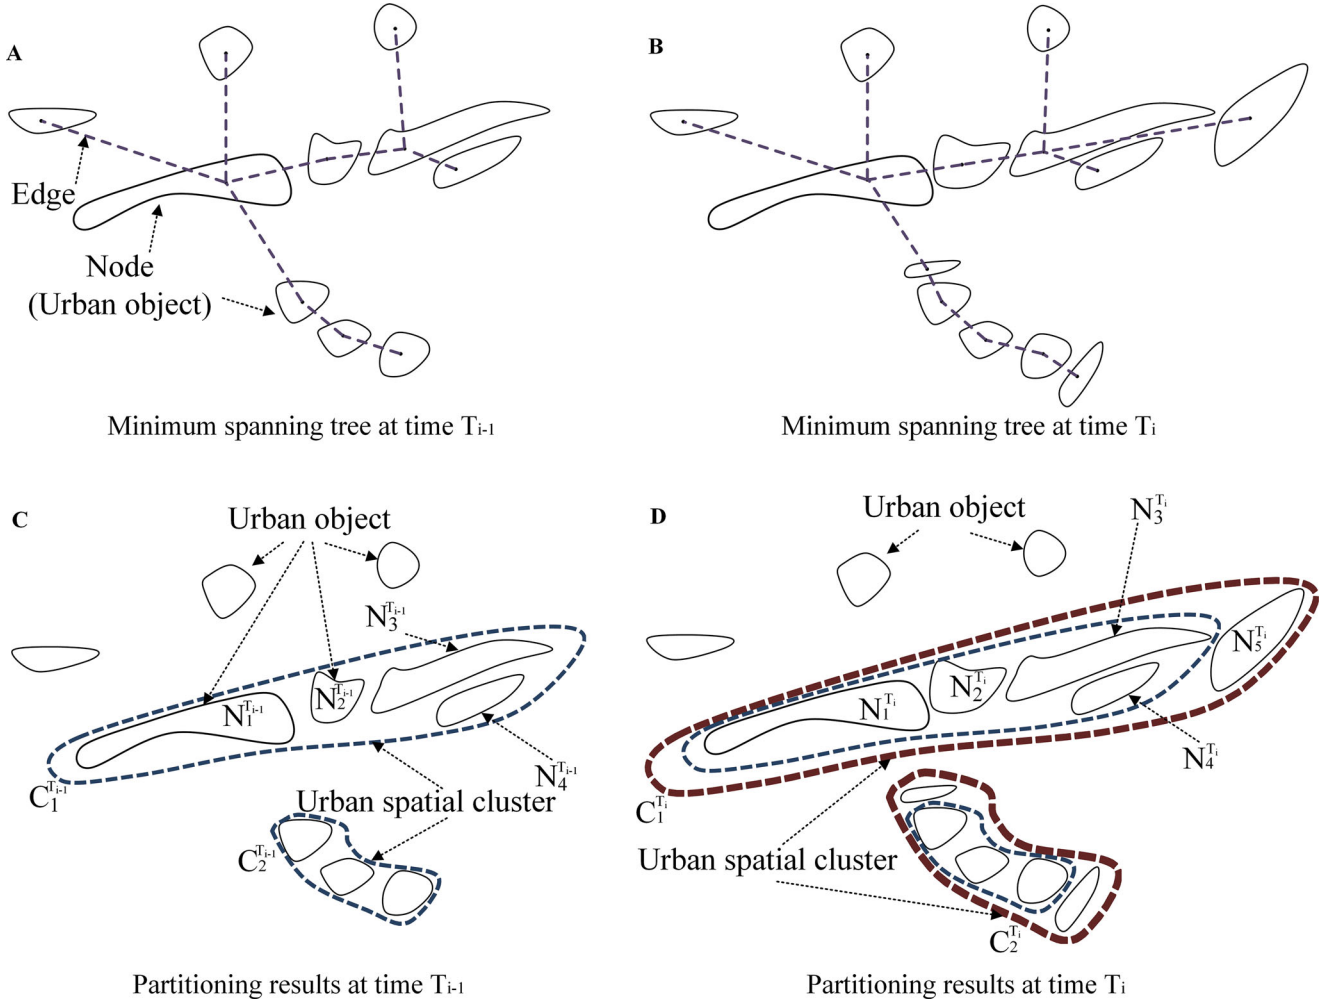 A
B
Edge
Node
(Urban object)
Minimum spanning tree at time Ti-1
Minimum spanning tree at time Ti
C
Urban object
N3Ti-1
N2Ti-1
N1Ti-1
N4Ti-1
C1Ti-1
Urban spatial cluster
C2Ti-1
Partitioning results at time Ti-1
D
Urban object
N3Ti
N5Ti
N2Ti
N1Ti
N4Ti
C1Ti
Urban spatial cluster
C2Ti
Partitioning results at time Ti